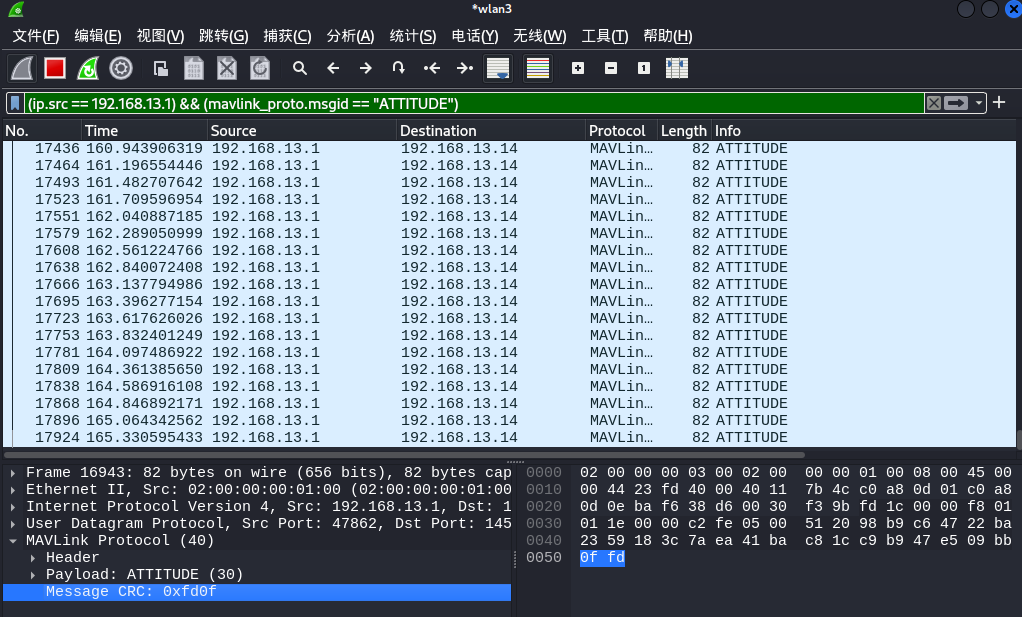 *wlan3
文件(F) 编辑(E) 视图(V) 跳转(G) 捕获(C) 分析(A) 统计(S) 电话(Y) 无线(W) 工具(T) 帮助(H)
(ip.src == 192.168.13.1) && (mavlink_proto.msgid == "ATTITUDE")
No. Time Source Destination Protocol Length Info
17436 160.943906319 192.168.13.1 192.168.13.14 MAVLin… 82 ATTITUDE
17464 161.196554446 192.168.13.1 192.168.13.14 MAVLin… 82 ATTITUDE
17493 161.482707642 192.168.13.1 192.168.13.14 MAVLin… 82 ATTITUDE
17523 161.709596954 192.168.13.1 192.168.13.14 MAVLin… 82 ATTITUDE
17551 162.040887185 192.168.13.1 192.168.13.14 MAVLin… 82 ATTITUDE
17579 162.289050999 192.168.13.1 192.168.13.14 MAVLin… 82 ATTITUDE
17608 162.561224766 192.168.13.1 192.168.13.14 MAVLin… 82 ATTITUDE
17638 162.840072408 192.168.13.1 192.168.13.14 MAVLin… 82 ATTITUDE
17666 163.137794986 192.168.13.1 192.168.13.14 MAVLin… 82 ATTITUDE
17695 163.396277154 192.168.13.1 192.168.13.14 MAVLin… 82 ATTITUDE
17723 163.617626026 192.168.13.1 192.168.13.14 MAVLin… 82 ATTITUDE
17753 163.832401249 192.168.13.1 192.168.13.14 MAVLin… 82 ATTITUDE
17781 164.097486922 192.168.13.1 192.168.13.14 MAVLin… 82 ATTITUDE
17809 164.361385650 192.168.13.1 192.168.13.14 MAVLin… 82 ATTITUDE
17838 164.586916108 192.168.13.1 192.168.13.14 MAVLin… 82 ATTITUDE
17868 164.846892171 192.168.13.1 192.168.13.14 MAVLin… 82 ATTITUDE
17896 165.064342562 192.168.13.1 192.168.13.14 MAVLin… 82 ATTITUDE
17924 165.330595433 192.168.13.1 192.168.13.14 MAVLin… 82 ATTITUDE
Frame 16943: 82 bytes on wire (656 bits), 82 bytes cap
Ethernet II, Src: 02:00:00:00:01:00 (02:00:00:00:01:00
Internet Protocol Version 4, Src: 192.168.13.1, Dst: 1
User Datagram Protocol, Src Port: 47862, Dst Port: 145
MAVLink Protocol (40)
Header
Payload: ATTITUDE (30)
Message CRC: 0xfd0f
0000 02 00 00 00 03 00 02 00 00 00 01 00 08 00 45 00
0010 00 44 23 fd 40 00 40 11 7b 4c c0 a8 0d 01 c0 a8
0020 0d 0e ba f6 38 d6 00 30 f3 9b fd 1c 00 00 f8 01
0030 01 1e 00 00 c2 fe 05 00 51 20 98 b9 c6 47 22 ba
0040 23 59 18 3c 7a ea 41 ba c8 1c c9 b9 47 e5 09 bb
0050 0f fd